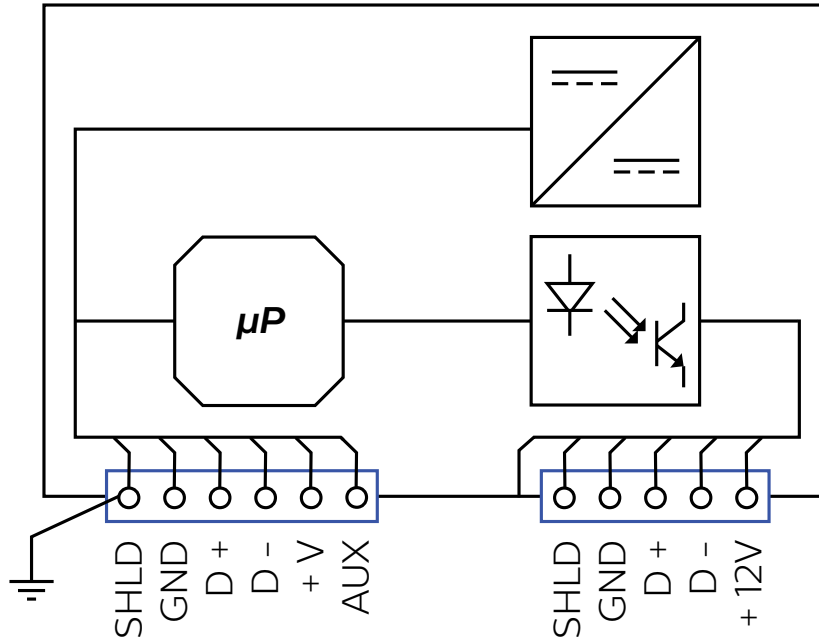 µP
SHLD
GND
D +
D -
+ V
AUX
SHLD
GND
D +
D -
+ 12V